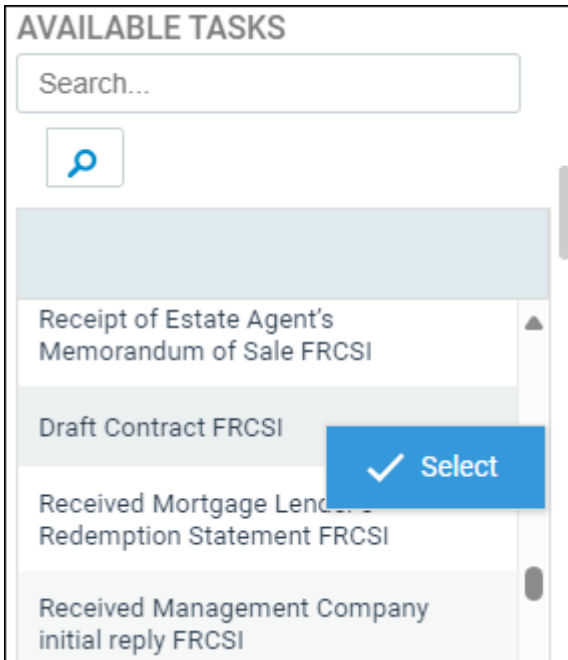 AVAILABLE TASKS
Search...
Receipt of Estate Agent's
Memorandum of Sale FRCSI
Draft Contract FRCSI
Select
Received Mortgage
Redemption Statement FRCSI
Received Management Company
initial reply FRCSI